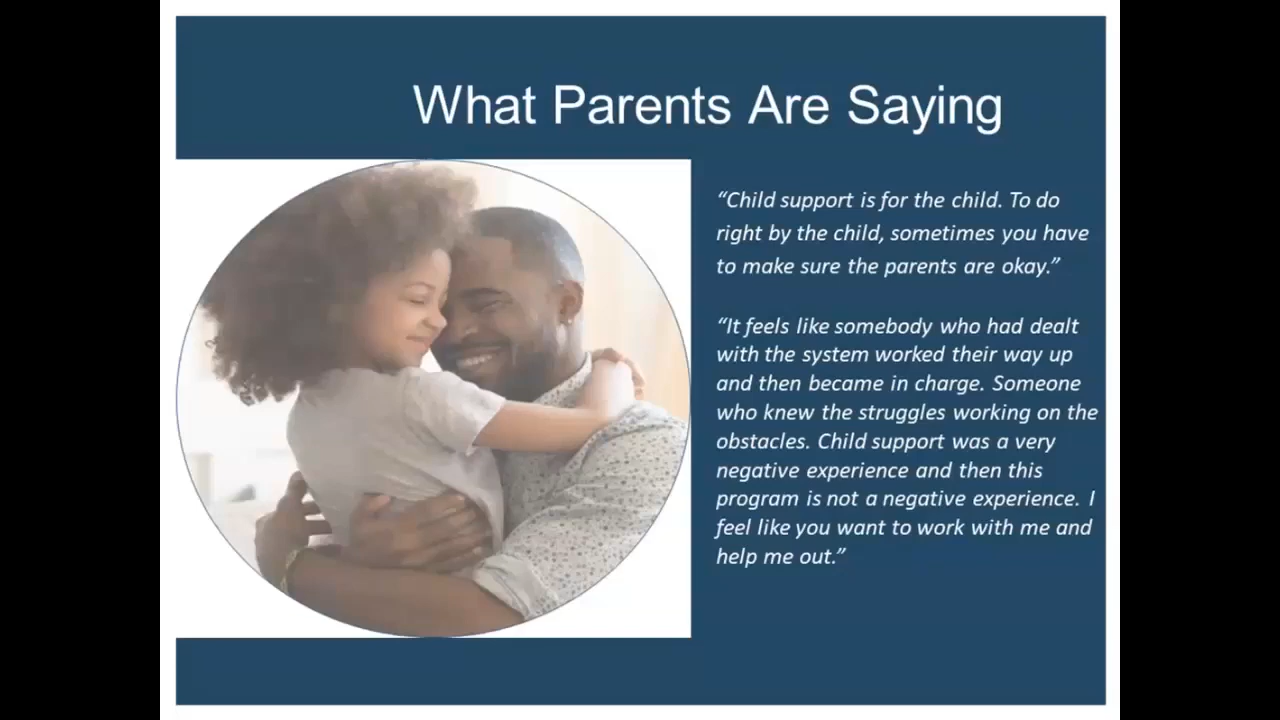 What Parents Are Saying
“Child support is for the child. To do
right by the child, sometimes you have
to make sure the parents are okay.”
“It feels like somebody who had dealt
with the system worked their way up
and then became in charge. Someone
who knew the struggles working on the
obstacles. Child support was a very
negative experience and then this
program is not a negative experience. I
feel like you want to work with me and
help me out.”